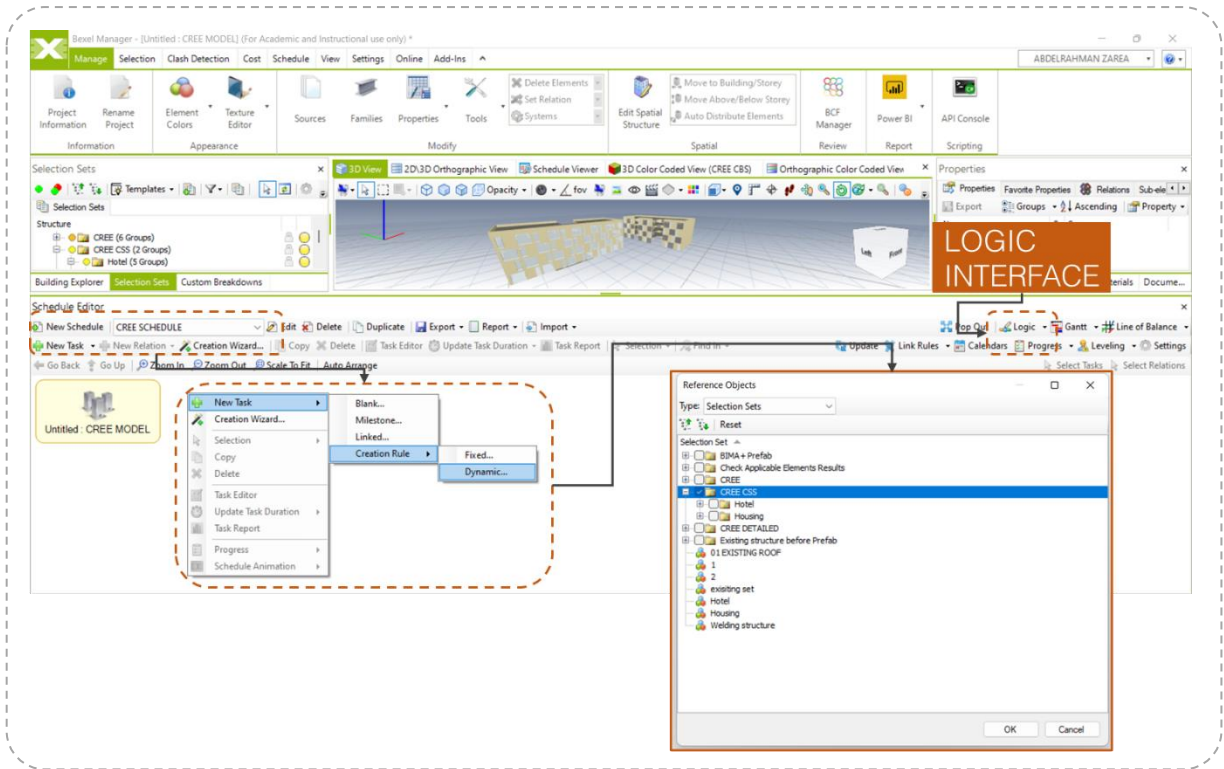 Bexel Manager - [Untitled : CREE MODEL] (For Academic and Instructional use only) *
Manage Selection Clash Detection Cost Schedule View Settings Online Add-Ins
ABDELRAHMAN ZAREA
Project Information
Rename Project
Element Colors
Texture Editor
Sources
Families
Properties
Tools
Delete Elements
Set Relation
Systems
Edit Spatial Structure
Move to Building/Storey
Move Above/Below Storey
Auto Distribute Elements
BCF Manager
Power BI
API Console
Information Appearance Modify Spatial Review Report Scripting
Selection Sets
3D View 2D\3D Orthographic View Schedule Viewer 3D Color Coded View (CREE CBS) Orthographic Color Coded View
Properties
Templates
Opacity
fov
Properties Favorite Properties Relations Sub-ele
Selection Sets
Export Groups Ascending Property
Structure
CREE (6 Groups)
CREE CSS (2 Groups)
Hotel (5 Groups)
Left Front
LOGIC
INTERFACE
Building Explorer Selection Sets Custom Breakdowns
terials Docume...
Schedule Editor
New Schedule CREE SCHEDULE Edit Delete Duplicate Export Report Import
Pop Out Logic Gantt Line of Balance
New Task New Relation Creation Wizard... Copy Delete Task Editor Update Task Duration Task Report Selection Find In
Update Link Rules Calendars Progress Leveling Settings
Go Back Go Up Zoom In Zoom Out Scale To Fit Auto Arrange
Select Tasks Select Relations
Untitled : CREE MODEL
New Task
Creation Wizard...
Selection
Copy
Delete
Task Editor
Update Task Duration
Task Report
Progress
Schedule Animation
Blank...
Milestone...
Linked...
Creation Rule
Fixed...
Dynamic...
Reference Objects
Type: Selection Sets
Reset
Selection Set
BIMA+ Prefab
Check Applicable Elements Results
CREE
CREE CSS
Hotel
Housing
CREE DETAILED
Existing structure before Prefab
01 EXISTING ROOF
1
2
exisiting set
Hotel
Housing
Welding structure
OK Cancel